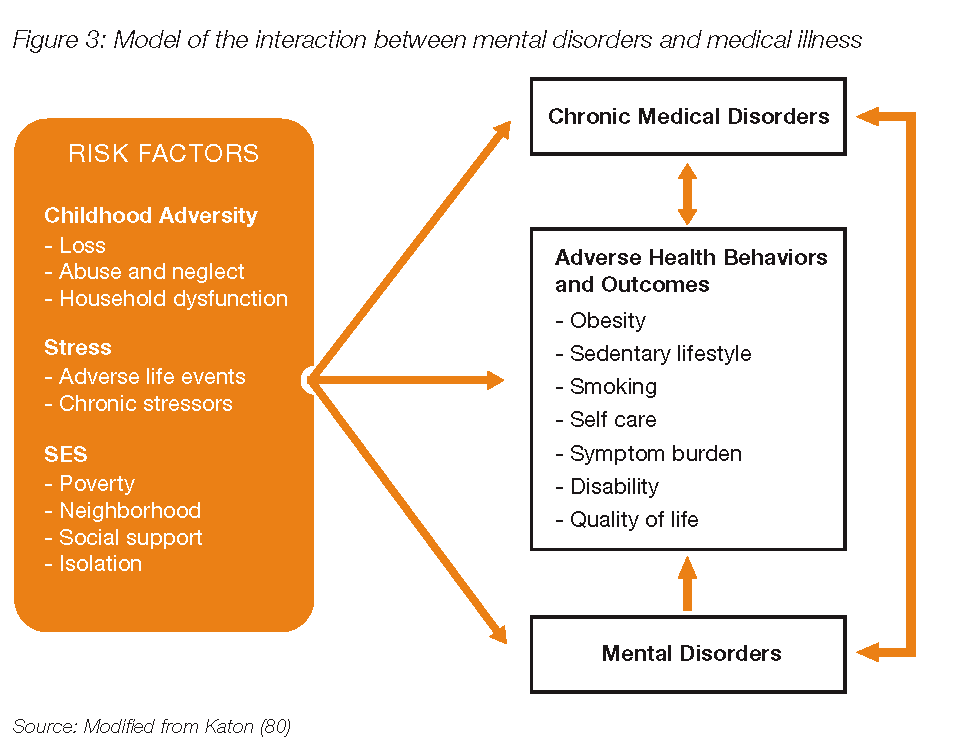 Figure 3: Model of the interaction between mental disorders and medical illness
RISK FACTORS
Childhood Adversity
- Loss
- Abuse and neglect
- Household dysfunction
Stress
- Adverse life events
- Chronic stressors
SES
- Poverty
- Neighborhood
- Social support
- Isolation
Chronic Medical Disorders
Adverse Health Behaviors
and Outcomes
- Obesity
- Sedentary lifestyle
- Smoking
- Self care
- Symptom burden
- Disability
- Quality of life
Mental Disorders
Source: Modified from Katon (80)